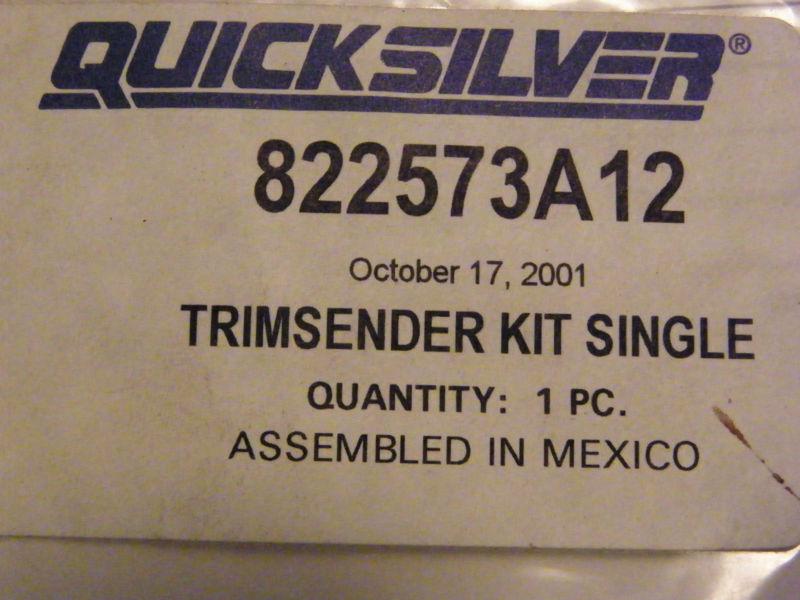 QUICKSILVER®
822573A12
October 17, 2001
TRIMSENDER KIT SINGLE
QUANTITY: 1 PC.
ASSEMBLED IN MEXICO